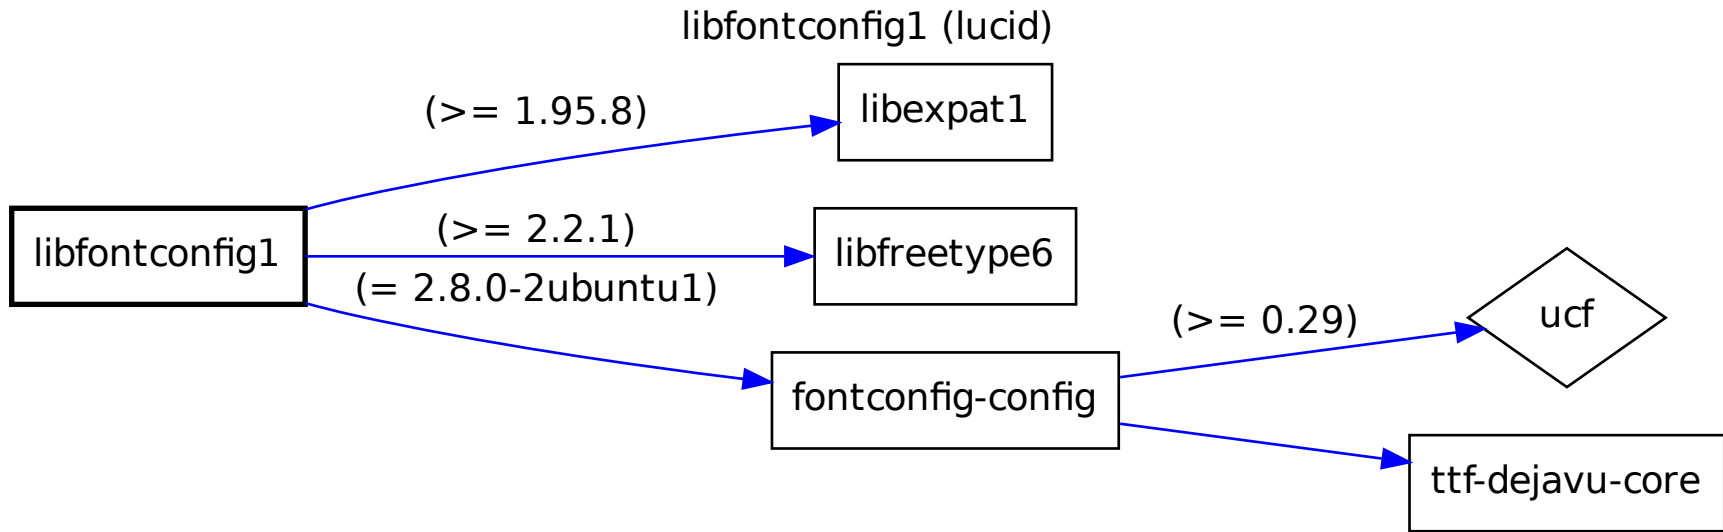 libfontconfig1 (lucid)
(>= 1.95.8)
libexpat1
libfontconfig1
(>= 2.2.1)
libfreetype6
(= 2.8.0-2ubuntu1)
fontconfig-config
(>= 0.29)
ucf
ttf-dejavu-core